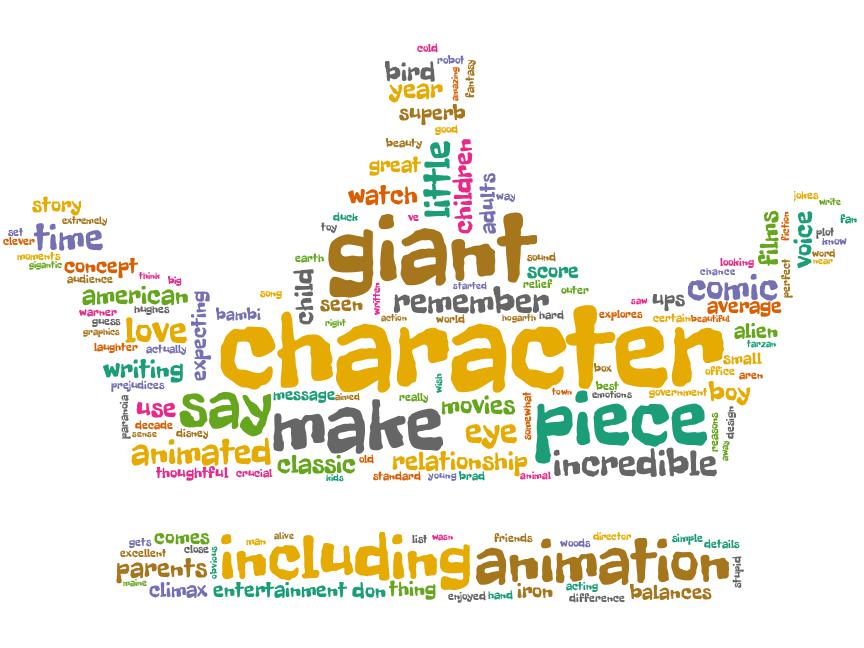 cold
robot
bird
amazing
fantasy
year
superb
good
beauty
little
children
great
watch
adults
way
jokes
write
story
extremely
duck
ve
toy
films
fiction
voice
fan
set
clever
time
giant
plot
know
moments
gigantic
concept
earth
sound
looking
word
near
audience
think
big
child
score
chance
perfect
american
song
seen
written
started
relief
outer
comic
remember
saw
ups
average
warner
hughes
expecting
bambi
guess
love
right
action
world
hogarth
hard
explores
certain
beautiful
graphics
character
alien
tarzan
laughter
actually
writing
small
box
office
aren
prejudices
wish
best
emotions
town
government
boy
paranoia
use
say
message
aimed
really
movies
somewhat
piece
design
decade
make
reasons
sense
disney
eye
away
animated
classic
old
relationship
incredible
thoughtful
crucial
kids
standard
young
brad
animal
gets
comes
man
alive
list
wasn
friends
woods
director
simple
details
excellent
close
obvious
including
animation
parents
stupid
maine
climax
entertainment
don
thing
enjoyed
hand
iron
acting
difference
balances